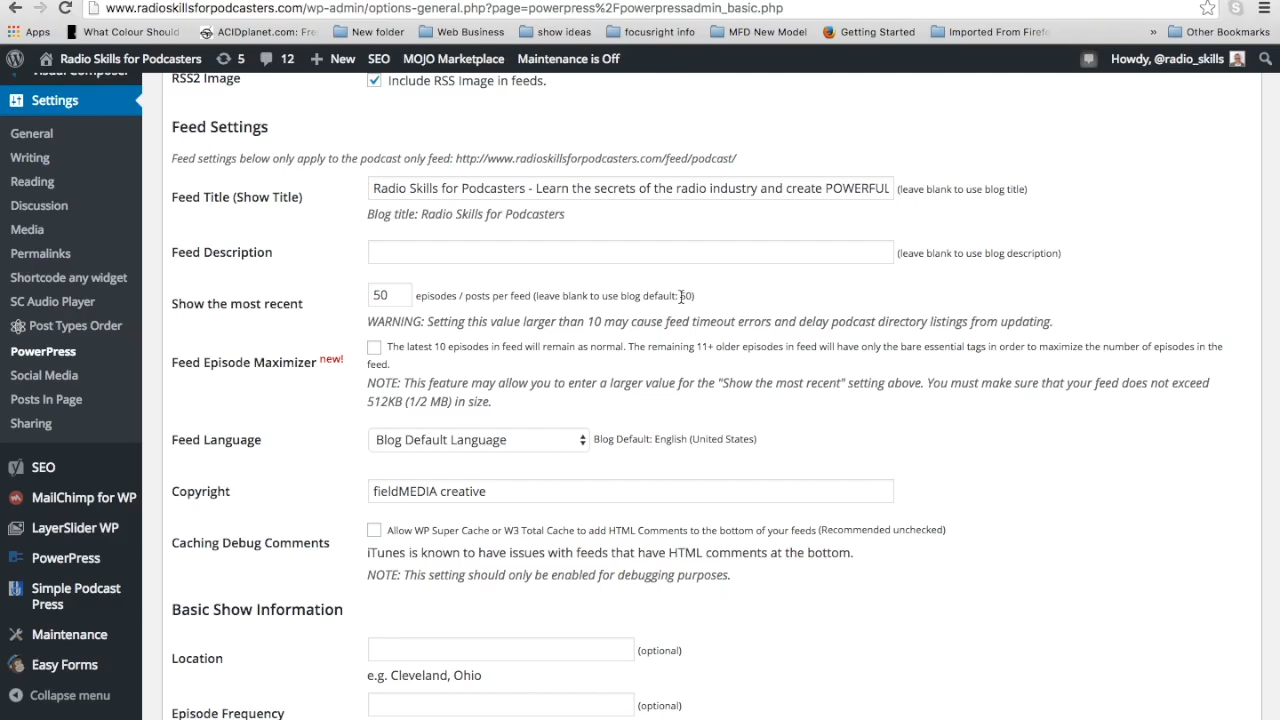 www.radioskillsforpodcasters.com/wp-admin/options-general.php?page=powerpress%2Fpowerpressadmin_basic.php
Apps
What Colour Should
ACIDplanet.com: Fre
New folder
Web Business
show ideas
focusright info
MFD New Model
Getting Started
Imported From Firefo
»
Other Bookmarks
Radio Skills for Podcasters
5
12
New
SEO
MOJO Marketplace
Maintenance is Off
Howdy, @radio_skills
Visual Composer
Settings
General
Writing
Reading
Discussion
Media
Permalinks
Shortcode any widget
SC Audio Player
Post Types Order
PowerPress
Social Media
Posts In Page
Sharing
SEO
MailChimp for WP
LayerSlider WP
PowerPress
Simple Podcast
Press
Maintenance
Easy Forms
Collapse menu
RSS2 Image
Include RSS Image in feeds.
Feed Settings
Feed settings below only apply to the podcast only feed: http://www.radioskillsforpodcasters.com/feed/podcast/
Feed Title (Show Title)
Radio Skills for Podcasters - Learn the secrets of the radio industry and create POWERFUL
(leave blank to use blog title)
Blog title: Radio Skills for Podcasters
Feed Description
(leave blank to use blog description)
Show the most recent
50
episodes / posts per feed (leave blank to use blog default: 50)
WARNING: Setting this value larger than 10 may cause feed timeout errors and delay podcast directory listings from updating.
Feed Episode Maximizer new!
The latest 10 episodes in feed will remain as normal. The remaining 11+ older episodes in feed will have only the bare essential tags in order to maximize the number of episodes in the
feed.
NOTE: This feature may allow you to enter a larger value for the "Show the most recent" setting above. You must make sure that your feed does not exceed
512KB (1/2 MB) in size.
Feed Language
Blog Default Language
Blog Default: English (United States)
Copyright
fieldMEDIA creative
Caching Debug Comments
Allow WP Super Cache or W3 Total Cache to add HTML Comments to the bottom of your feeds (Recommended unchecked)
iTunes is known to have issues with feeds that have HTML comments at the bottom.
NOTE: This setting should only be enabled for debugging purposes.
Basic Show Information
Location
(optional)
e.g. Cleveland, Ohio
Episode Frequency
(optional)